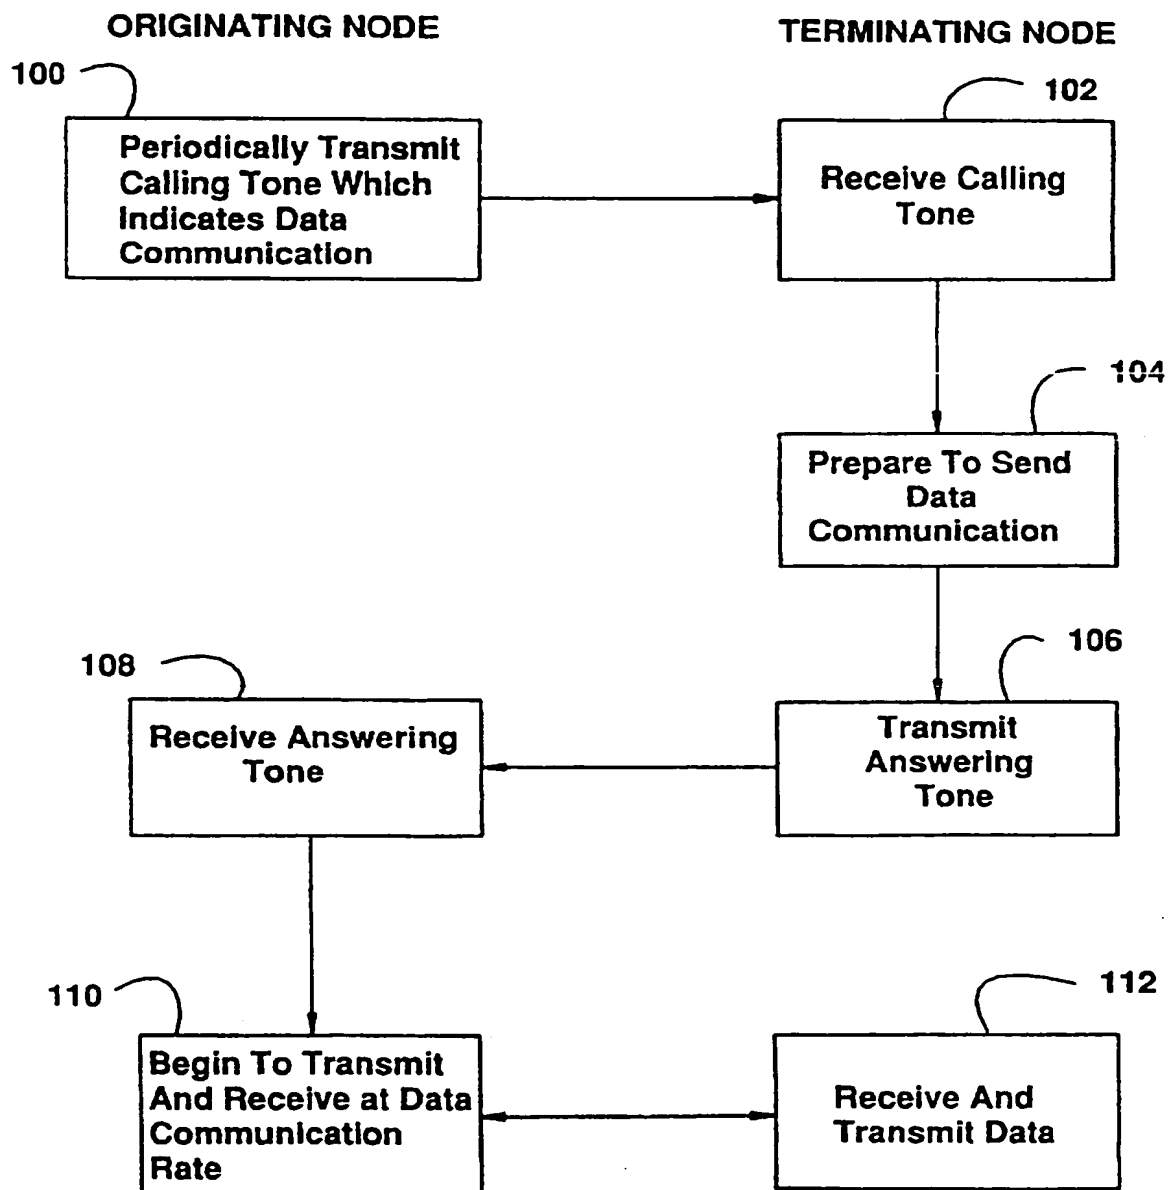 ORIGINATING NODE
TERMINATING NODE
100
102
Periodically Transmit
Calling Tone Which
Indicates Data
Communication
Receive Calling
Tone
104
Prepare To Send
Data
Communication
106
108
Transmit
Answering
Tone
Receive Answering
Tone
110
112
Begin To Transmit
And Receive at Data
Communication
Rate
Receive And
Transmit Data